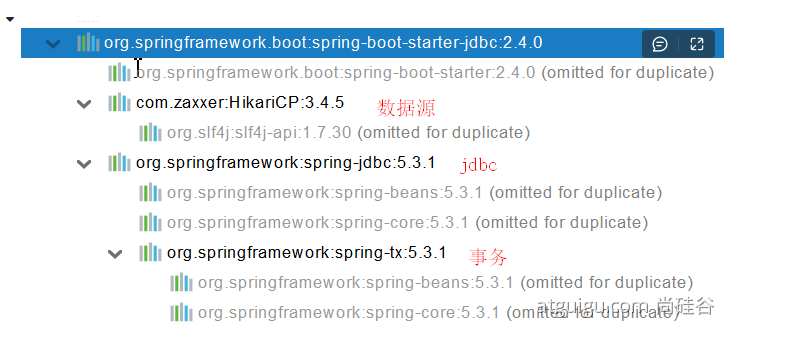 org.springframework.boot:spring-boot-starter-jdbc:2.4.0
org.springframework.boot:spring-boot-starter:2.4.0 (omitted for duplicate)
com.zaxxer:HikariCP:3.4.5 数据源
org.slf4j:slf4j-api:1.7.30 (omitted for duplicate)
org.springframework:spring-jdbc:5.3.1 jdbc
org.springframework:spring-beans:5.3.1 (omitted for duplicate)
org.springframework:spring-core:5.3.1 (omitted for duplicate)
org.springframework:spring-tx:5.3.1 事务
org.springframework:spring-beans:5.3.1 (omitted for duplicate)
org.springframework:spring-core:5.3.1 (omitted for duplicate)
atguigu.com 尚硅谷